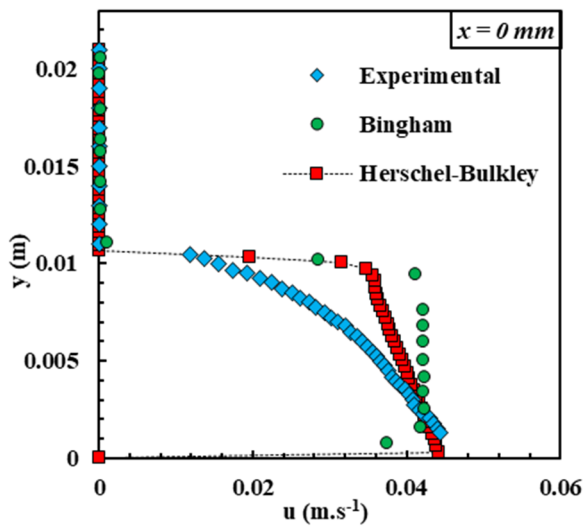 x = 0 mm
0.02
Experimental
Bingham
0.015
Herschel-Bulkley
y (m)
0.01
0.005
0
0
0.02
0.04
0.06
u (m.s⁻¹)